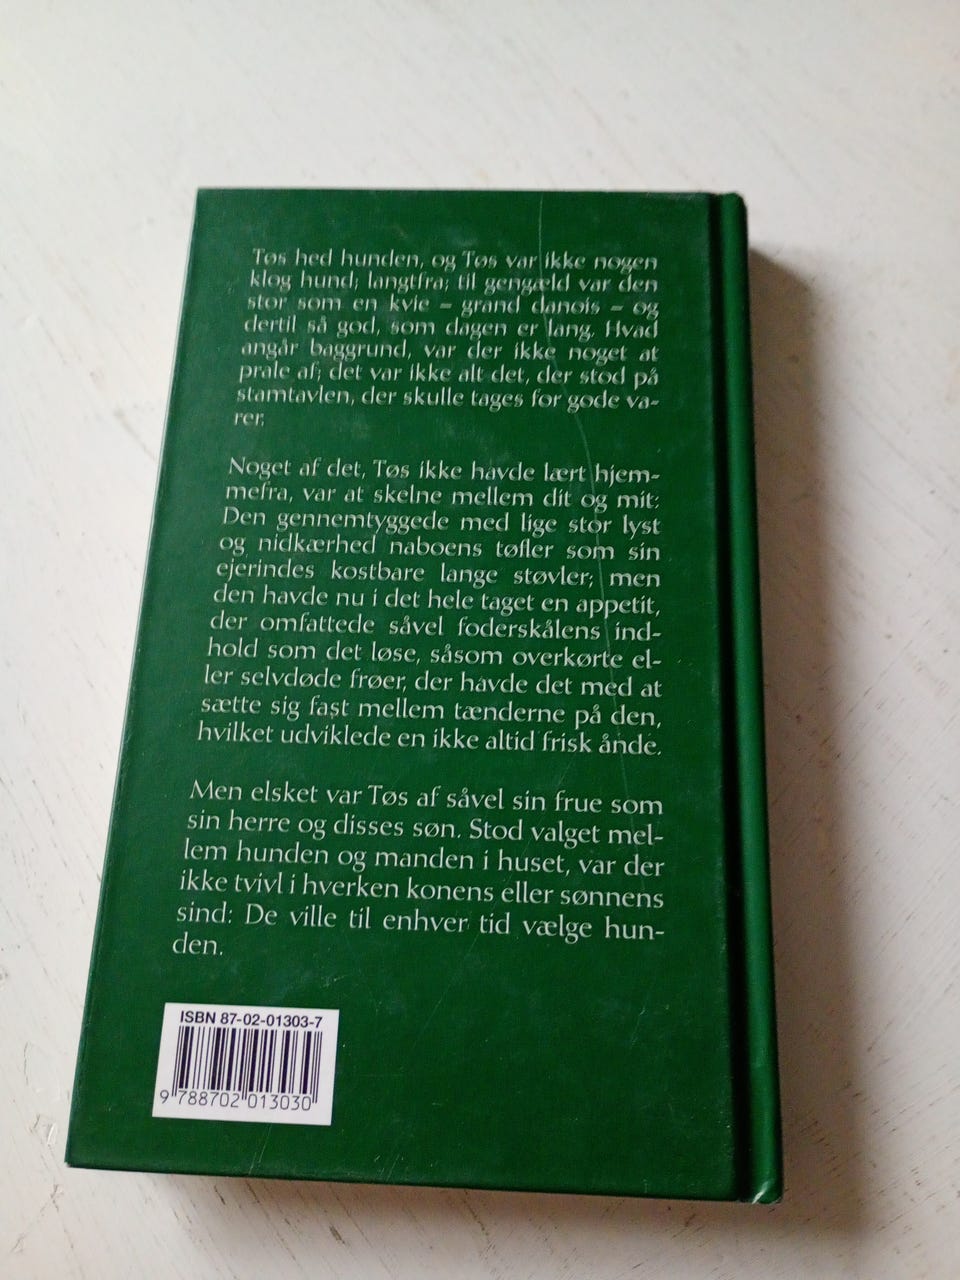 Tøs hed hunden, og Tøs var ikke nogen
klog hund; langtfra; til gengæld var den
stor som en kvie – grand danois – og
dertil så god, som dagen er lang. Hvad
angår baggrund, var der ikke noget at
prale af; det var ikke alt det, der stod på
stamtavlen, der skulle tages for gode va-
rer.
Noget af det, Tøs ikke havde lært hjem-
mefra, var at skelne mellem dit og mit:
Den gennemtyggede med lige stor lyst
og nidkærhed naboens tøfler som sin
ejerindes kostbare lange støvler; men
den havde nu i det hele taget en appetit,
der omfattede såvel foderskålens ind-
hold som det løse, såsom overkørte el-
ler selvdøde frøer, der havde det med at
sætte sig fast mellem tænderne på den,
hvilket udviklede en ikke altid frisk ånde.
Men elsket var Tøs af såvel sin frue som
sin herre og disses søn. Stod valget mel-
lem hunden og manden i huset, var der
ikke tvivl i hverken konens eller sønnens
sind: De ville til enhver tid vælge hun-
den.
ISBN 87-02-01303-7
9 788702 013030